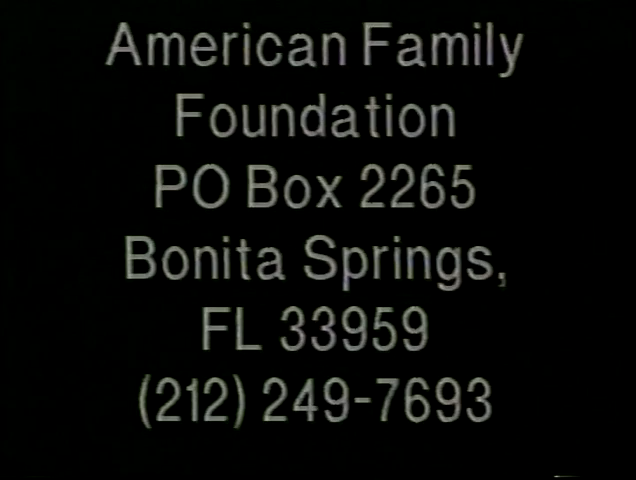 American Family
Foundation
PO Box 2265
Bonita Springs,
FL 33959
(212) 249-7693